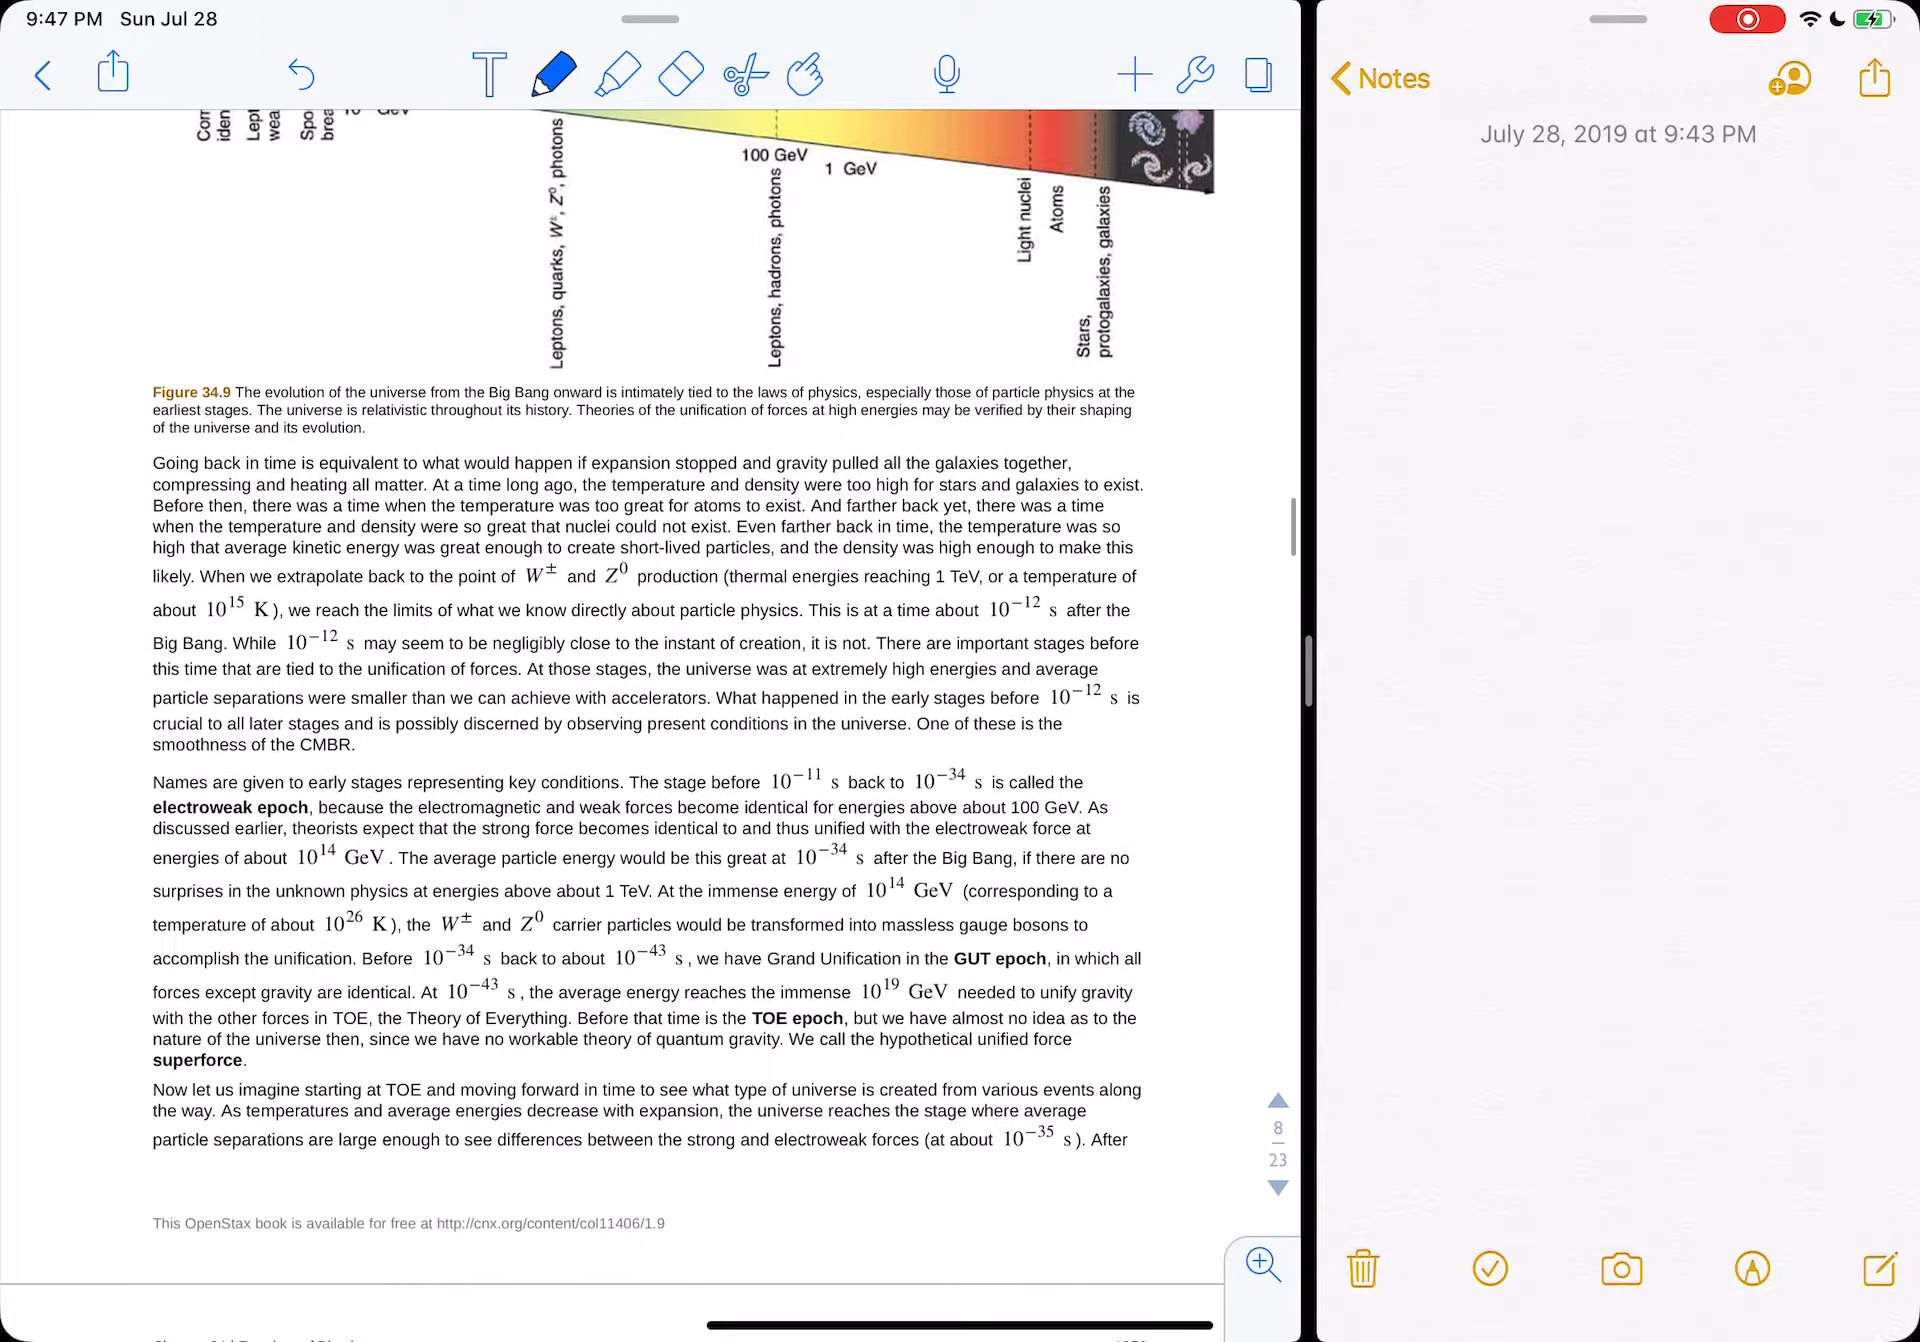 9:47 PM Sun Jul 28
Notes
July 28, 2019 at 9:43 PM
GeV
100 GeV
1 GeV
Leptons, quarks, W±, Z⁰, photons
Leptons, hadrons, photons
Light nuclei
Atoms
Stars,
protogalaxies, galaxies
Figure 34.9 The evolution of the universe from the Big Bang onward is intimately tied to the laws of physics, especially those of particle physics at the
earliest stages. The universe is relativistic throughout its history. Theories of the unification of forces at high energies may be verified by their shaping
of the universe and its evolution.
Going back in time is equivalent to what would happen if expansion stopped and gravity pulled all the galaxies together,
compressing and heating all matter. At a time long ago, the temperature and density were too high for stars and galaxies to exist.
Before then, there was a time when the temperature was too great for atoms to exist. And farther back yet, there was a time
when the temperature and density were so great that nuclei could not exist. Even farther back in time, the temperature was so
high that average kinetic energy was great enough to create short-lived particles, and the density was high enough to make this
likely. When we extrapolate back to the point of W± and Z⁰ production (thermal energies reaching 1 TeV, or a temperature of
about 10¹⁵ K), we reach the limits of what we know directly about particle physics. This is at a time about 10⁻¹² s after the
Big Bang. While 10⁻¹² s may seem to be negligibly close to the instant of creation, it is not. There are important stages before
this time that are tied to the unification of forces. At those stages, the universe was at extremely high energies and average
particle separations were smaller than we can achieve with accelerators. What happened in the early stages before 10⁻¹² s is
crucial to all later stages and is possibly discerned by observing present conditions in the universe. One of these is the
smoothness of the CMBR.
Names are given to early stages representing key conditions. The stage before 10⁻¹¹ s back to 10⁻³⁴ s is called the
electroweak epoch, because the electromagnetic and weak forces become identical for energies above about 100 GeV. As
discussed earlier, theorists expect that the strong force becomes identical to and thus unified with the electroweak force at
energies of about 10¹⁴ GeV. The average particle energy would be this great at 10⁻³⁴ s after the Big Bang, if there are no
surprises in the unknown physics at energies above about 1 TeV. At the immense energy of 10¹⁴ GeV (corresponding to a
temperature of about 10²⁶ K), the W± and Z⁰ carrier particles would be transformed into massless gauge bosons to
accomplish the unification. Before 10⁻³⁴ s back to about 10⁻⁴³ s, we have Grand Unification in the GUT epoch, in which all
forces except gravity are identical. At 10⁻⁴³ s, the average energy reaches the immense 10¹⁹ GeV needed to unify gravity
with the other forces in TOE, the Theory of Everything. Before that time is the TOE epoch, but we have almost no idea as to the
nature of the universe then, since we have no workable theory of quantum gravity. We call the hypothetical unified force
superforce.
Now let us imagine starting at TOE and moving forward in time to see what type of universe is created from various events along
the way. As temperatures and average energies decrease with expansion, the universe reaches the stage where average
particle separations are large enough to see differences between the strong and electroweak forces (at about 10⁻³⁵ s). After
8
23
This OpenStax book is available for free at http://cnx.org/content/col11406/1.9